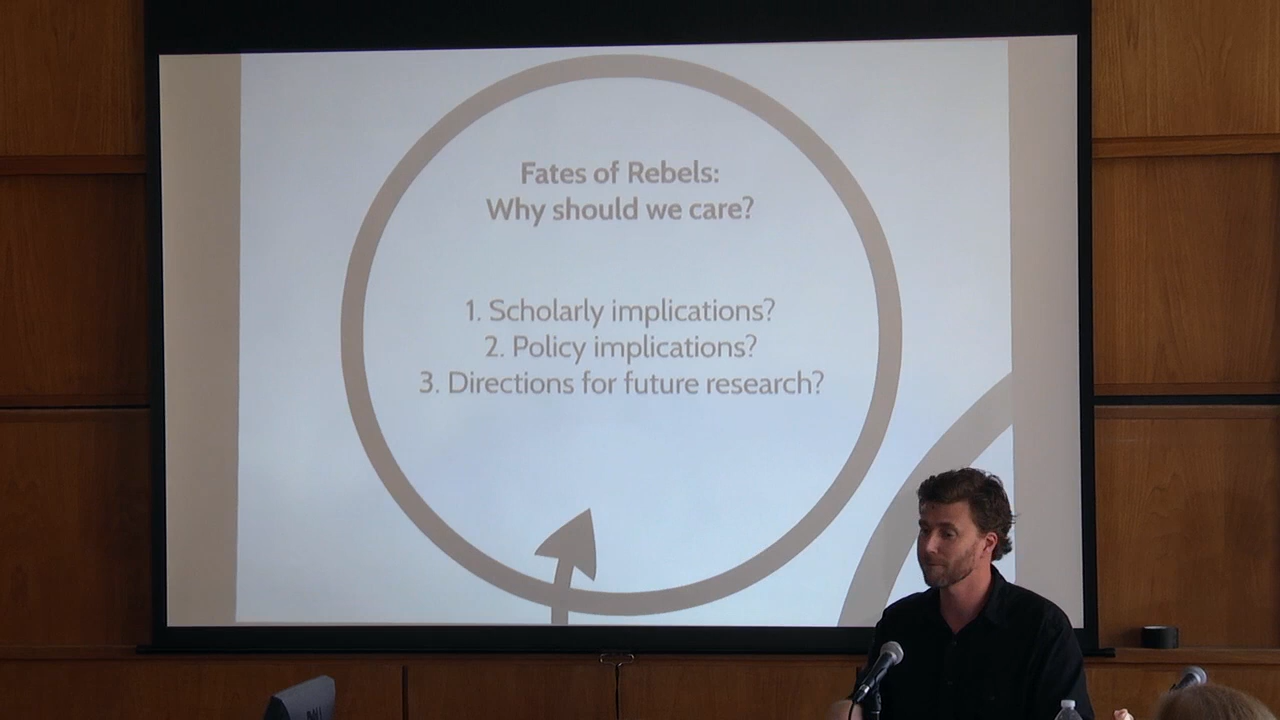 Fates of Rebels:
Why should we care?
1. Scholarly implications?
2. Policy implications?
3. Directions for future research?